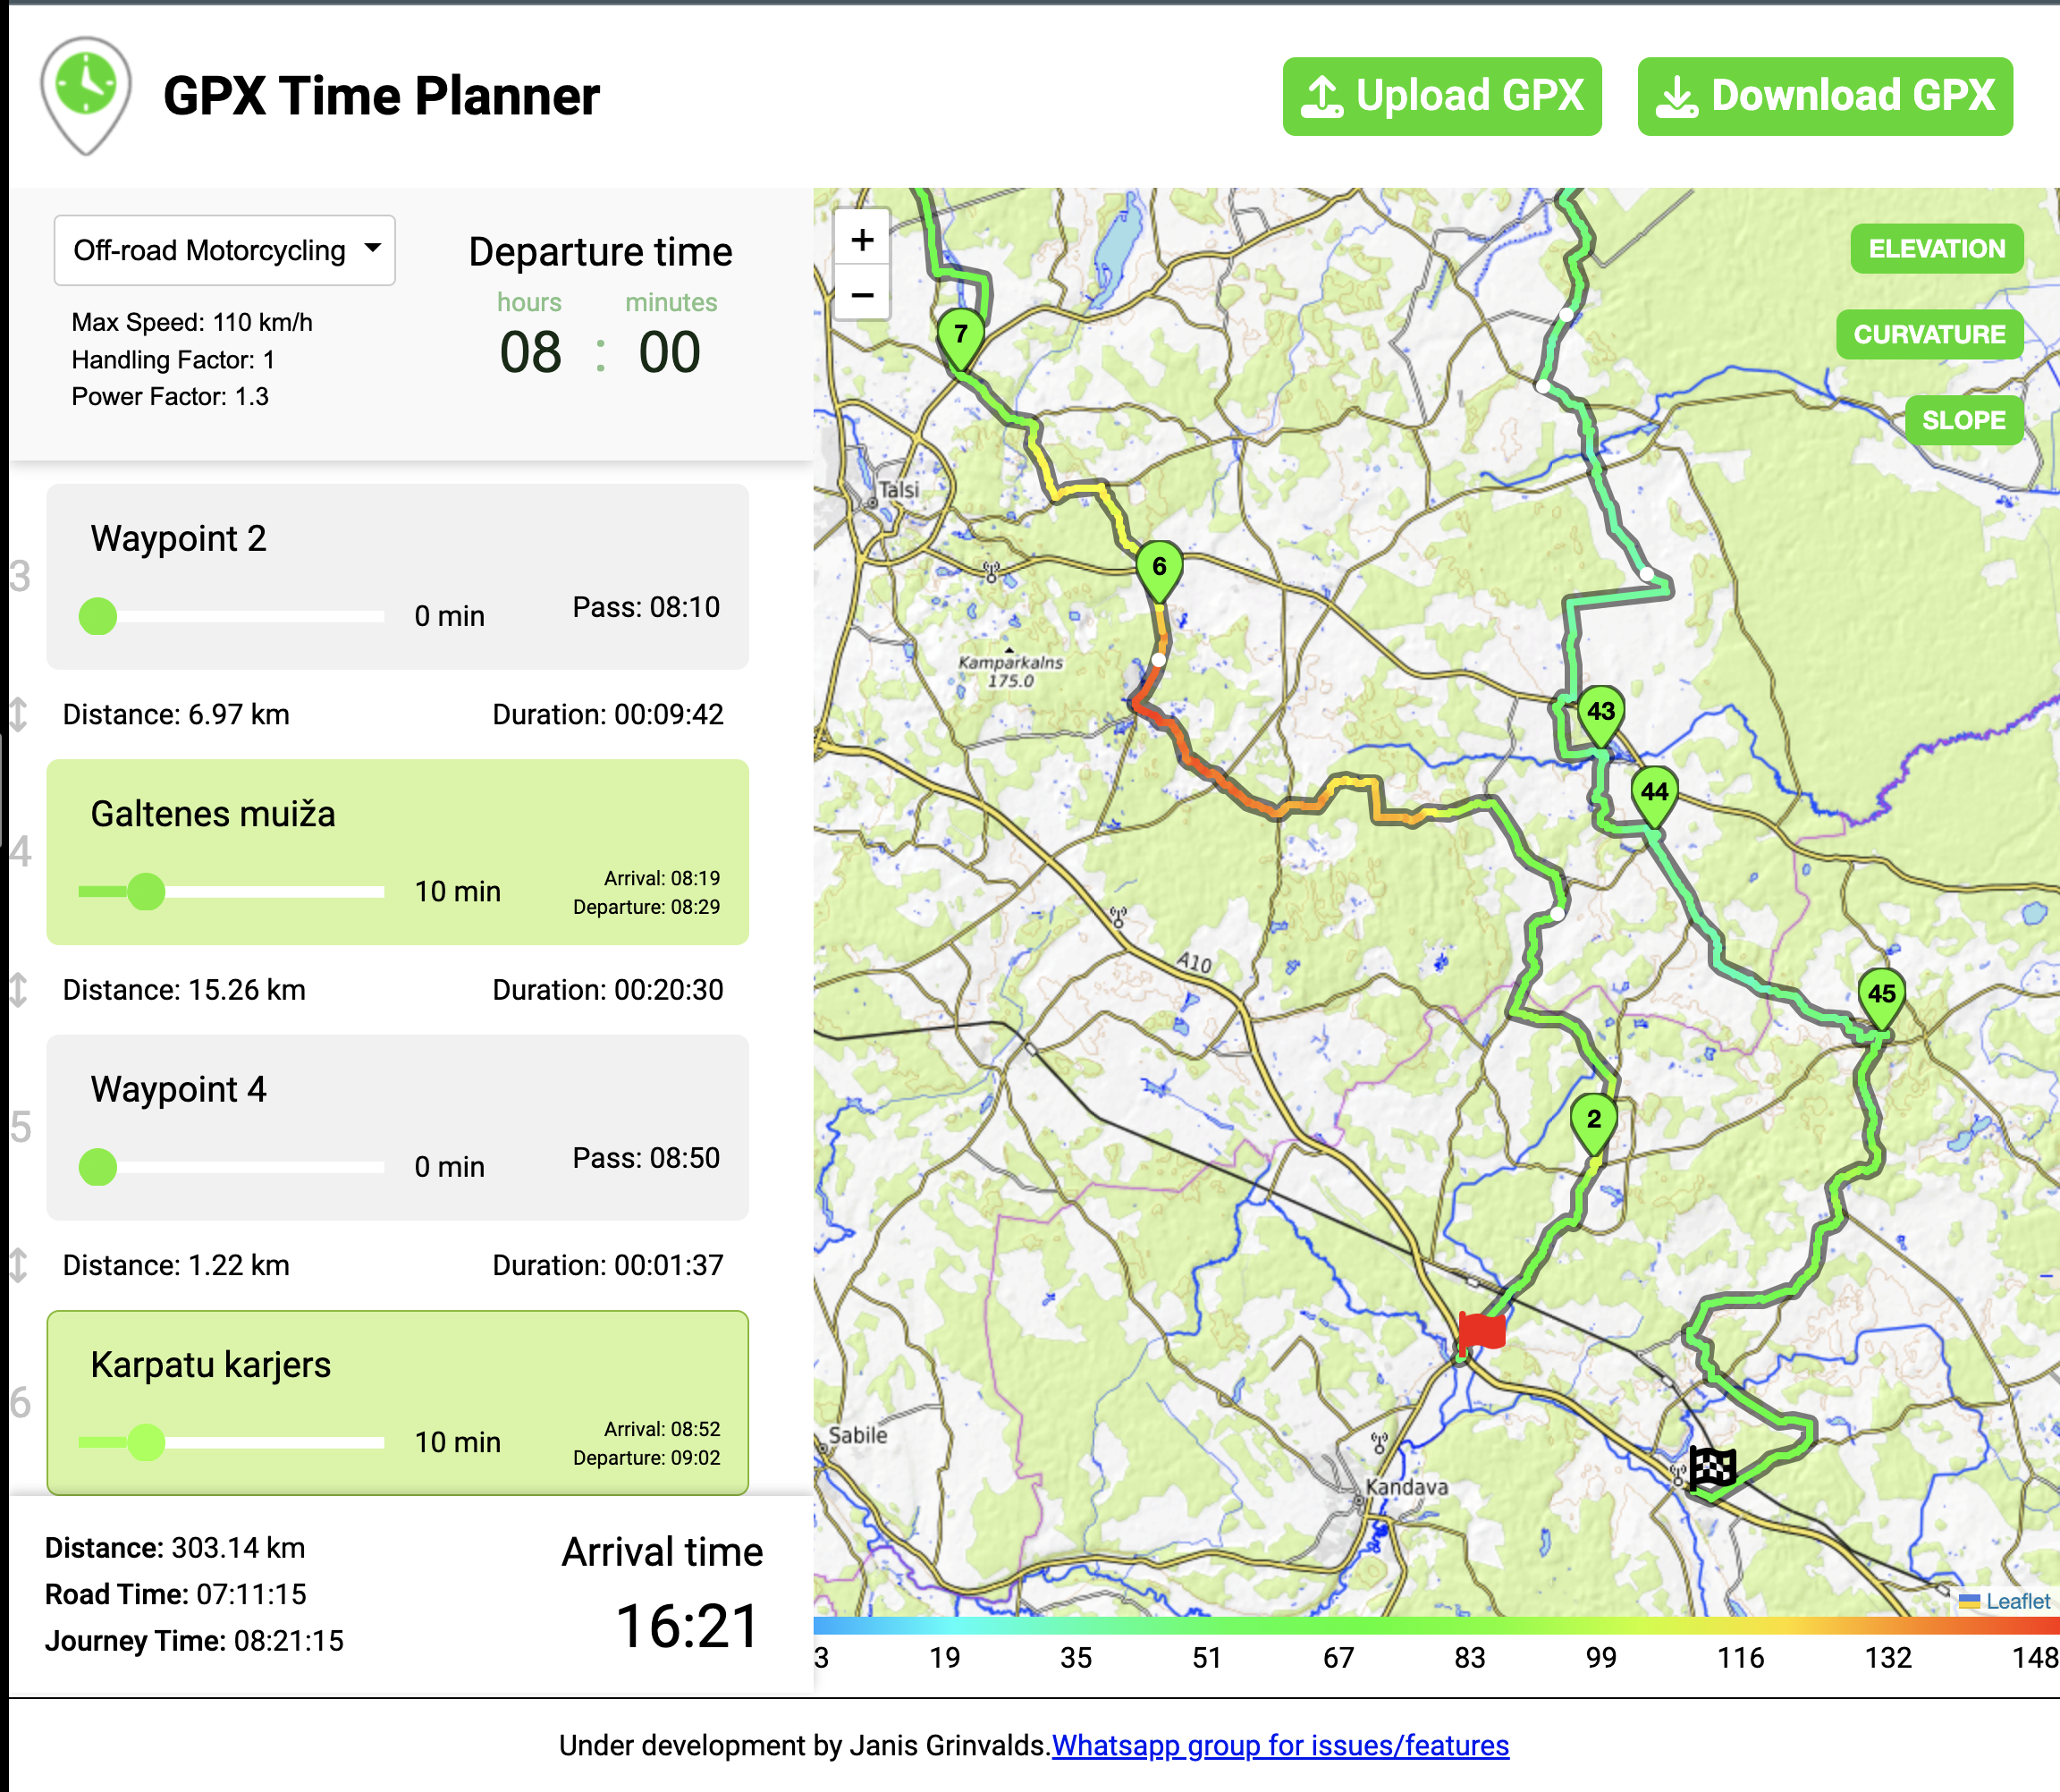 GPX Time Planner
Upload GPX
Download GPX
Off-road Motorcycling
Max Speed: 110 km/h
Handling Factor: 1
Power Factor: 1.3
Departure time
hours minutes
08 : 00
3
Waypoint 2
0 min
Pass: 08:10
Distance: 6.97 km
Duration: 00:09:42
4
Galtenes muiža
10 min
Arrival: 08:19
Departure: 08:29
Distance: 15.26 km
Duration: 00:20:30
5
Waypoint 4
0 min
Pass: 08:50
Distance: 1.22 km
Duration: 00:01:37
6
Karpatu karjers
10 min
Arrival: 08:52
Departure: 09:02
Distance: 303.14 km
Road Time: 07:11:15
Journey Time: 08:21:15
Arrival time
16:21
+
−
ELEVATION
CURVATURE
SLOPE
7
Talsi
6
Kamparkalns
175.0
43
44
A10
45
2
Sabile
Kandava
Leaflet
3 19 35 51 67 83 99 116 132 148
Under development by Janis Grinvalds.Whatsapp group for issues/features